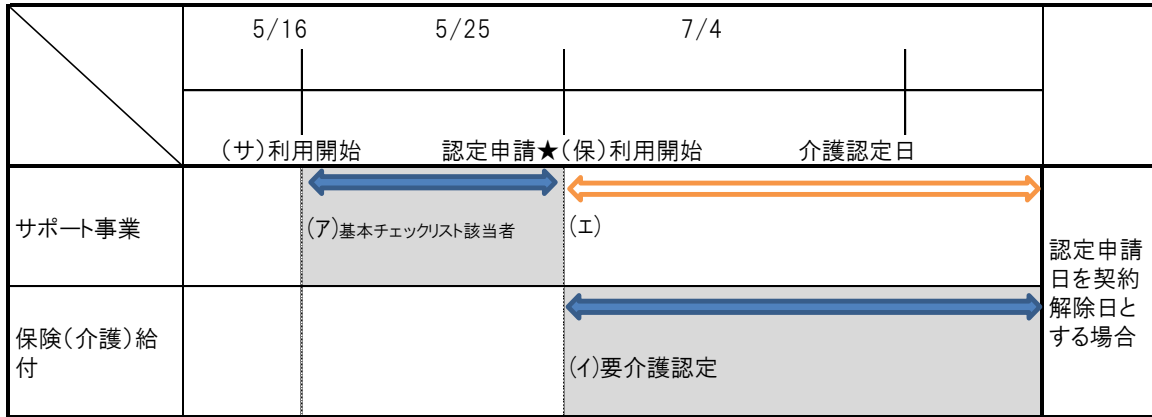 5/16 5/25 7/4
(サ)利用開始 認定申請★(保)利用開始 介護認定日
サポート事業
(ア)基本チェックリスト該当者
(エ)
保険(介護)給
付
(イ)要介護認定
認定申請
日を契約
解除日と
する場合